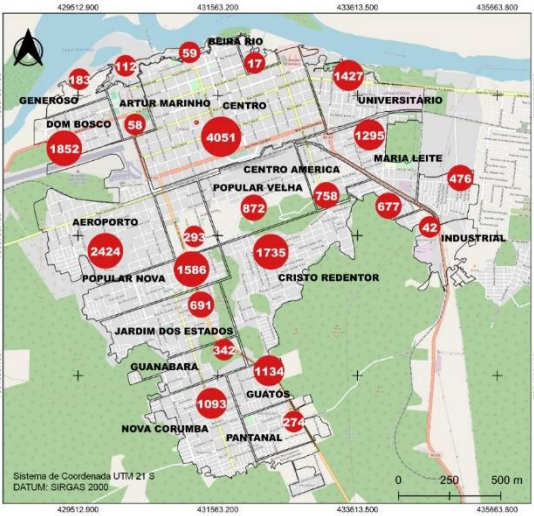 429512.900 431563.200 433613.500 435663.800
BEIRA RIO
59
17
112
183
1427
GENEROSO
ARTUR MARINHO
CENTRO
UNIVERSITÁRIO
DOM BOSCO
58
4051
1295
1852
MARIA LEITE
CENTRO AMERICA
476
POPULAR VELHA
758
872
677
AEROPORTO
42
293
INDUSTRIAL
2424
1735
1586
POPULAR NOVA
CRISTO REDENTOR
691
JARDIM DOS ESTADOS
342
GUANABARA
1134
GUATÓS
1093
274
NOVA CORUMBA
PANTANAL
Sistema de Coordenada UTM 21 S
DATUM: SIRGAS 2000
0 250 500 m
429512.900 431563.200 433613.500 435663.800